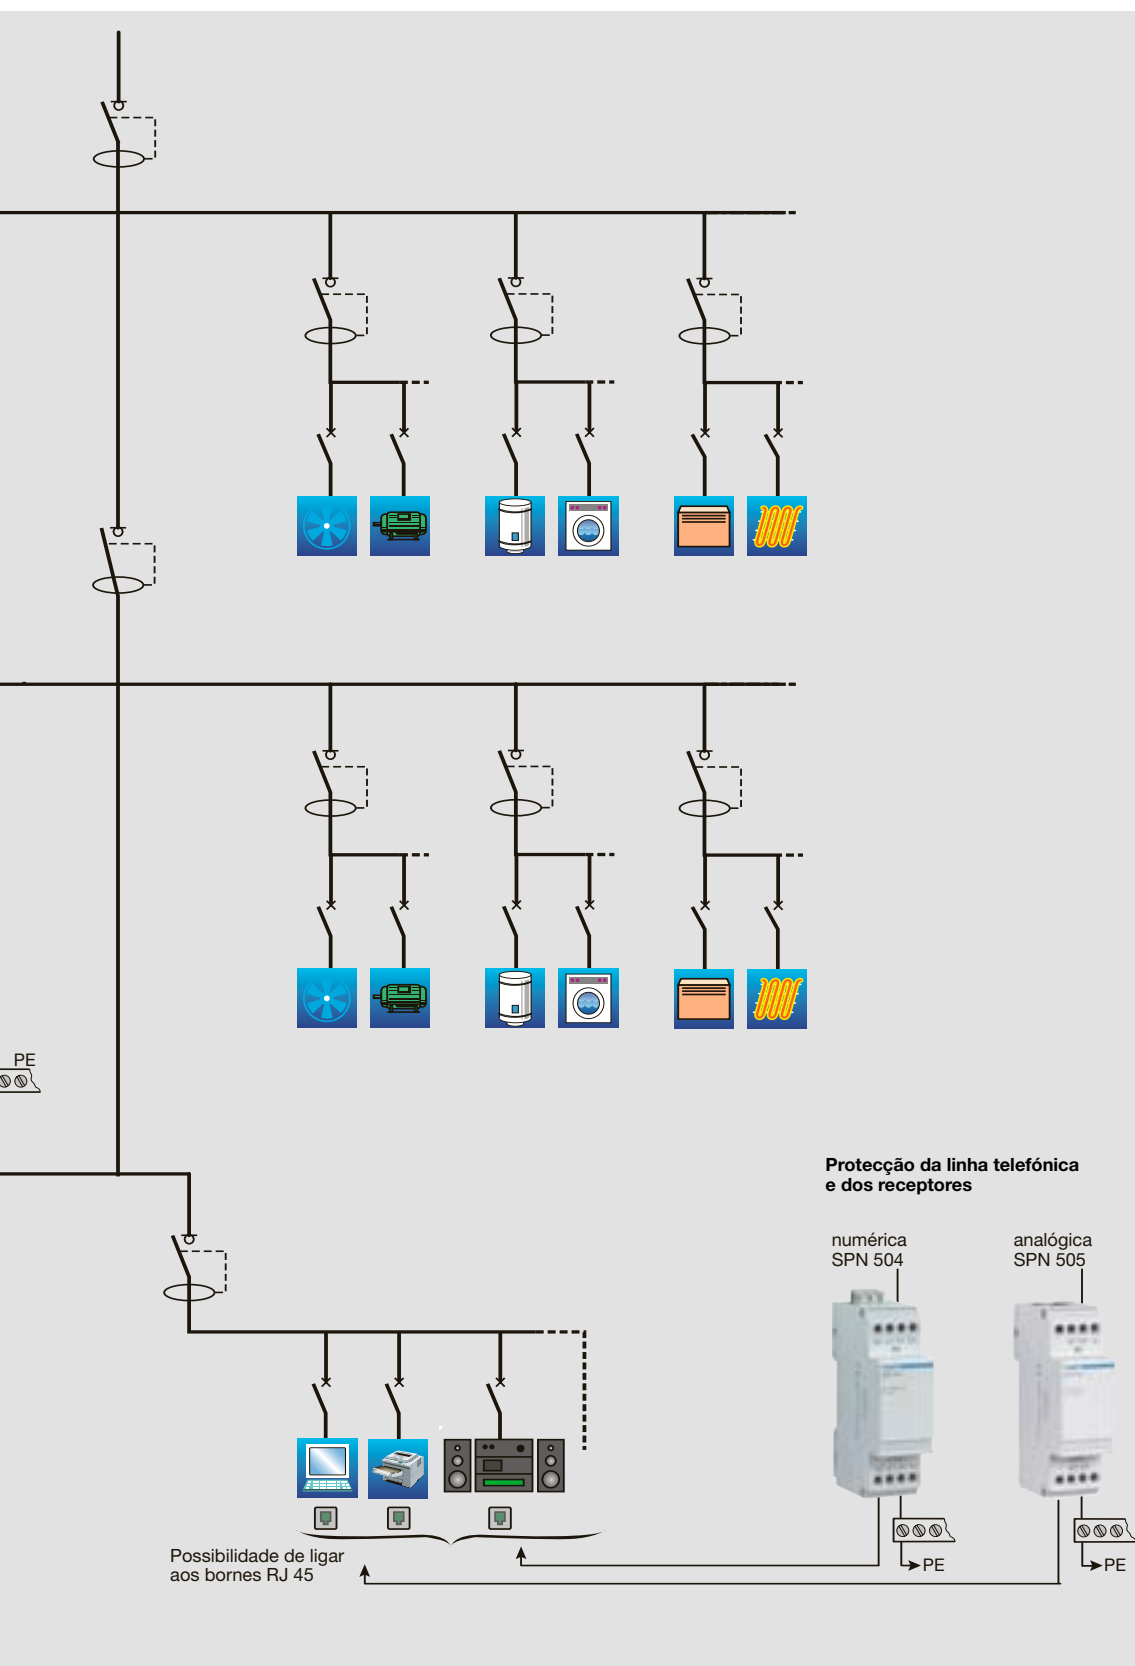 PE
Protecção da linha telefónica
e dos receptores
numérica
SPN 504
analógica
SPN 505
Possibilidade de ligar
aos bornes RJ 45
PE
PE